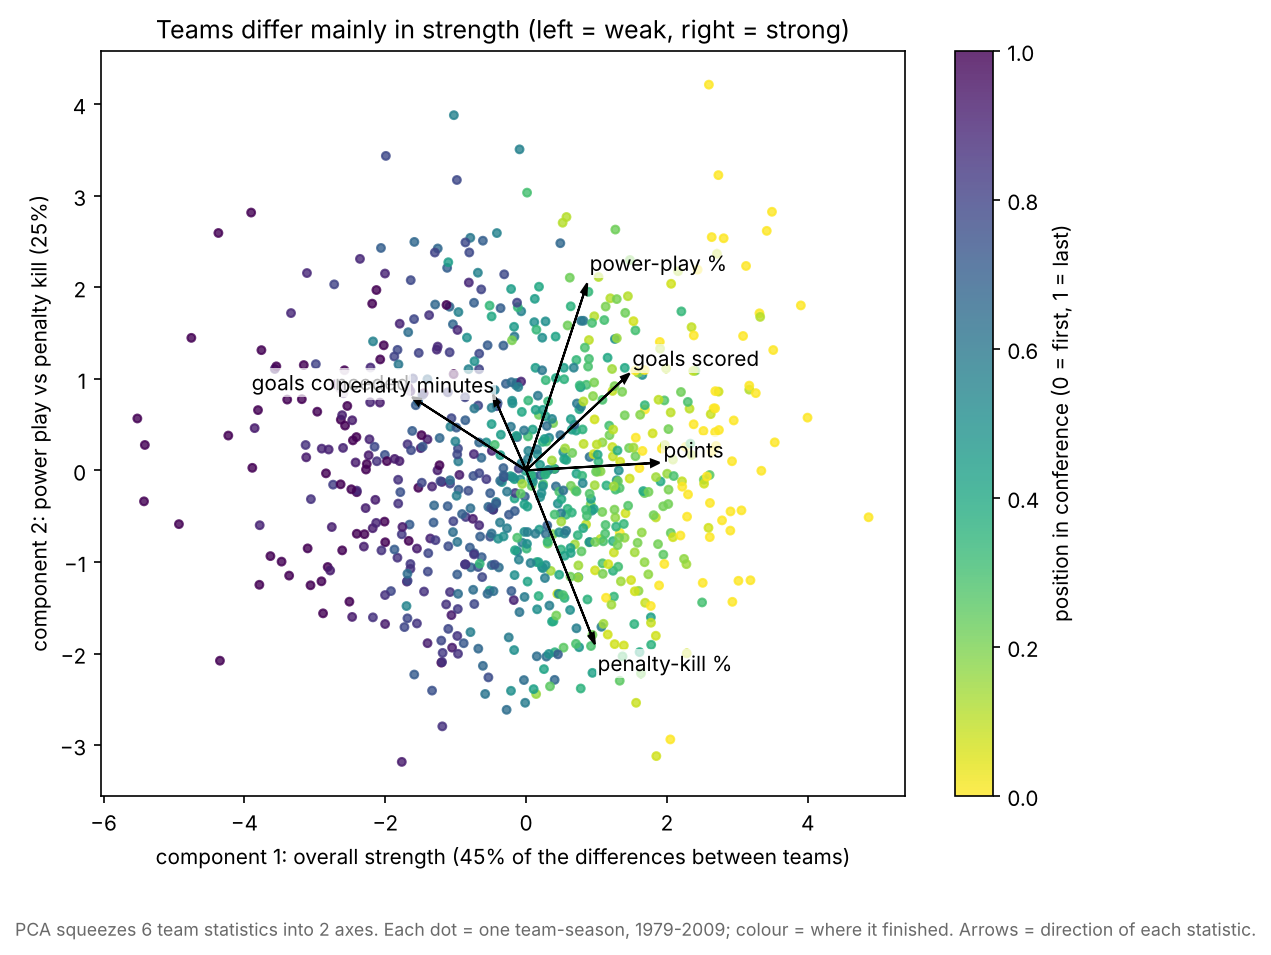 Teams differ mainly in strength (left = weak, right = strong)
component 2: power play vs penalty kill (25%)
4
3
2
1
0
−1
−2
−3
−6
−4
−2
0
2
4
component 1: overall strength (45% of the differences between teams)
power-play %
goals scored
goals co
penalty minutes
points
penalty-kill %
1.0
0.8
0.6
0.4
0.2
0.0
position in conference (0 = first, 1 = last)
PCA squeezes 6 team statistics into 2 axes. Each dot = one team-season, 1979-2009; colour = where it finished. Arrows = direction of each statistic.